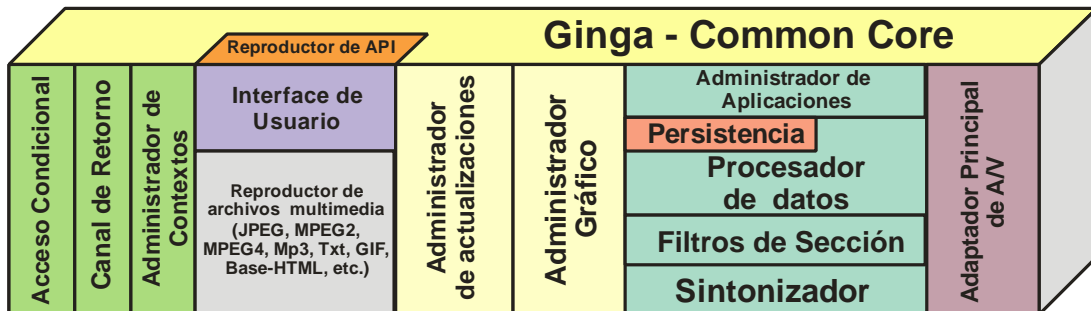 Ginga - Common Core
Reproductor de API
Acceso Condicional
Canal de Retorno
Administrador de
Contextos
Interface de
Usuario
Reproductor de
archivos multimedia
(JPEG, MPEG2,
MPEG4, Mp3, Txt, GIF,
Base-HTML, etc.)
Administrador
de actualizaciones
Administrador
Gráfico
Administrador de
Aplicaciones
Persistencia
Procesador
de datos
Filtros de Sección
Sintonizador
Adaptador Principal
de A/V